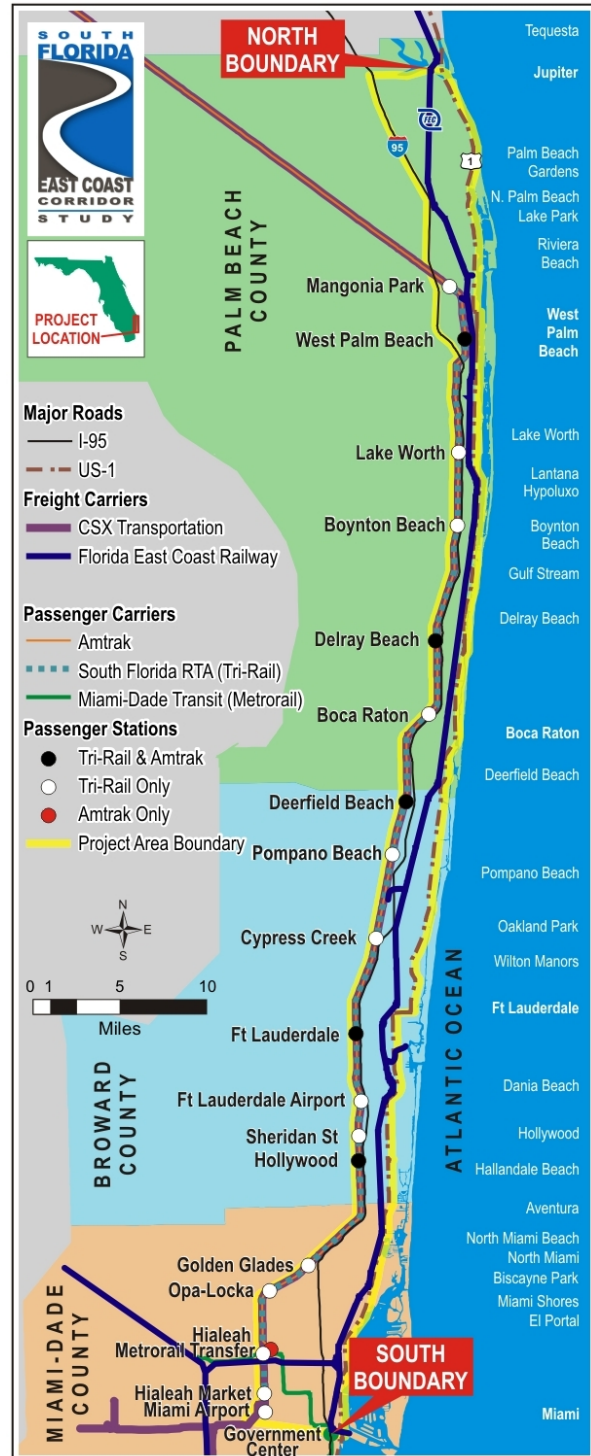 SOUTH
FLORIDA
EAST COAST
CORRIDOR
STUDY
PROJECT
LOCATION
NORTH
BOUNDARY
FEC
95
1
PALM BEACH
COUNTY
Mangonia Park
West Palm Beach
Lake Worth
Boynton Beach
Delray Beach
Boca Raton
Deerfield Beach
Pompano Beach
Cypress Creek
Ft Lauderdale
Ft Lauderdale Airport
Sheridan St
Hollywood
Golden Glades
Opa-Locka
Hialeah
Metrorail Transfer
Hialeah Market
Miami Airport
Government
Center
SOUTH
BOUNDARY
Major Roads
I-95
US-1
Freight Carriers
CSX Transportation
Florida East Coast Railway
Passenger Carriers
Amtrak
South Florida RTA (Tri-Rail)
Miami-Dade Transit (Metrorail)
Passenger Stations
Tri-Rail & Amtrak
Tri-Rail Only
Amtrak Only
Project Area Boundary
N
W E
S
0 1 5 10
Miles
BROWARD
COUNTY
MIAMI-DADE
COUNTY
ATLANTIC OCEAN
Tequesta
Jupiter
Palm Beach
Gardens
N. Palm Beach
Lake Park
Riviera
Beach
West
Palm
Beach
Lake Worth
Lantana
Hypoluxo
Boynton
Beach
Gulf Stream
Delray Beach
Boca Raton
Deerfield Beach
Pompano Beach
Oakland Park
Wilton Manors
Ft Lauderdale
Dania Beach
Hollywood
Hallandale Beach
Aventura
North Miami Beach
North Miami
Biscayne Park
Miami Shores
El Portal
Miami